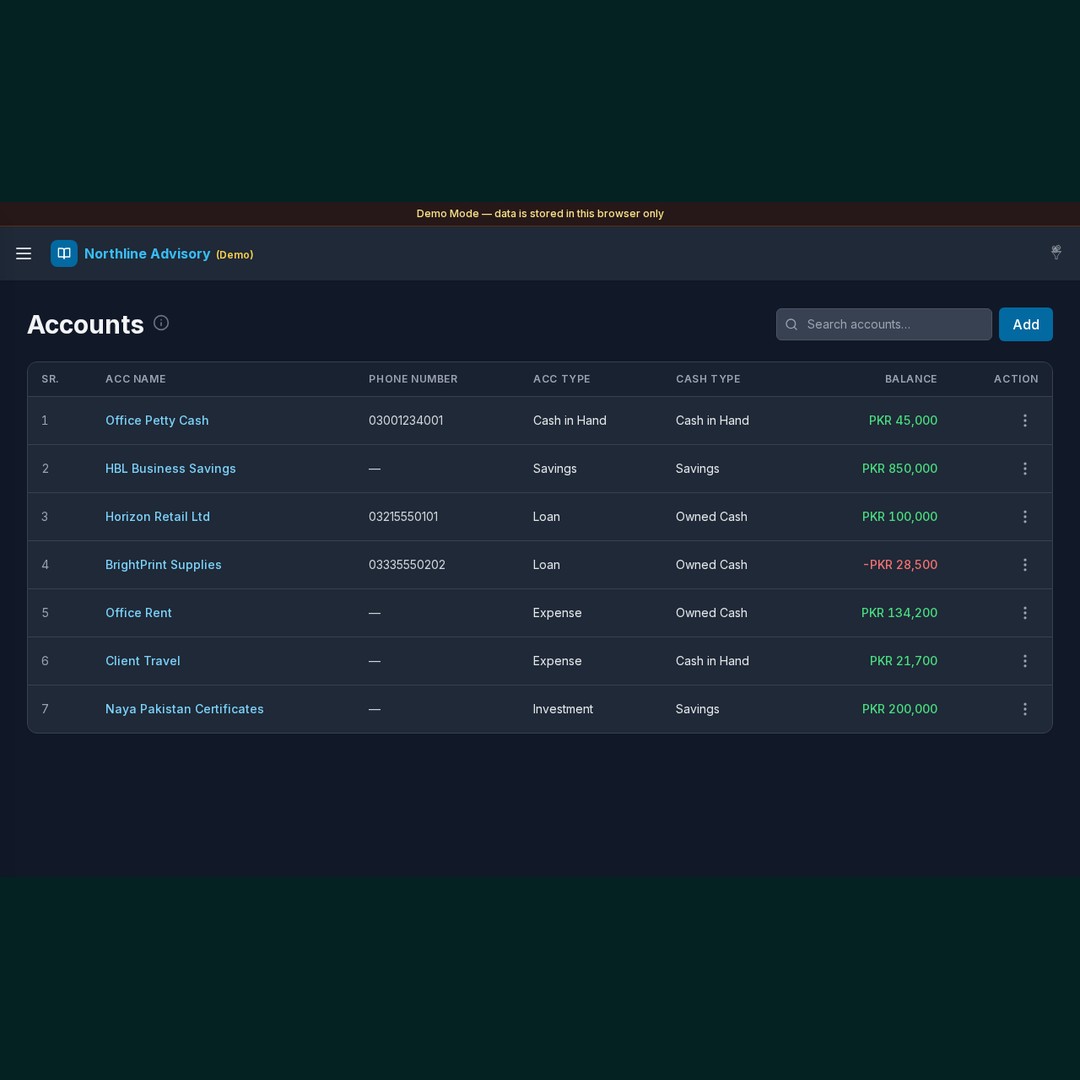 Demo Mode — data is stored in this browser only
Northline Advisory (Demo)
Accounts
Search accounts...
Add
SR. ACC NAME PHONE NUMBER ACC TYPE CASH TYPE BALANCE ACTION
1 Office Petty Cash 03001234001 Cash in Hand Cash in Hand PKR 45,000
2 HBL Business Savings — Savings Savings PKR 850,000
3 Horizon Retail Ltd 03215550101 Loan Owned Cash PKR 100,000
4 BrightPrint Supplies 03335550202 Loan Owned Cash -PKR 28,500
5 Office Rent — Expense Owned Cash PKR 134,200
6 Client Travel — Expense Cash in Hand PKR 21,700
7 Naya Pakistan Certificates — Investment Savings PKR 200,000